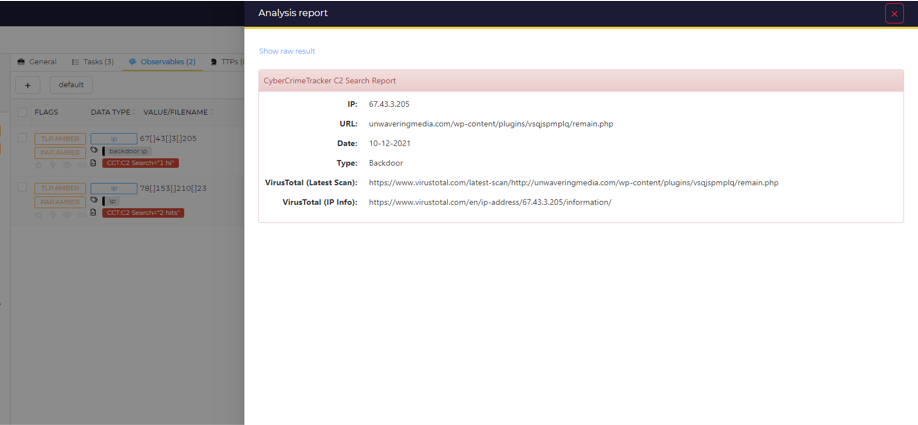 Analysis report
Show raw result
General Tasks (3) Observables (2) TTPs (
+ default
FLAGS DATA TYPE VALUE/FILENAME
TLP:AMBER ip 67[.]43[.]3[.]205
PAP:AMBER backdoor ip
CCT:C2 Search="1 hi"
TLP:AMBER ip 78[.]153[.]210[.]23
PAP:AMBER ip
CCT:C2 Search="2 hits"
CyberCrimeTracker C2 Search Report
IP: 67.43.3.205
URL: unwaveringmedia.com/wp-content/plugins/vsqjspmplq/remain.php
Date: 10-12-2021
Type: Backdoor
VirusTotal (Latest Scan): https://www.virustotal.com/latest-scan/http://unwaveringmedia.com/wp-content/plugins/vsqjspmplq/remain.php
VirusTotal (IP Info): https://www.virustotal.com/en/ip-address/67.43.3.205/information/